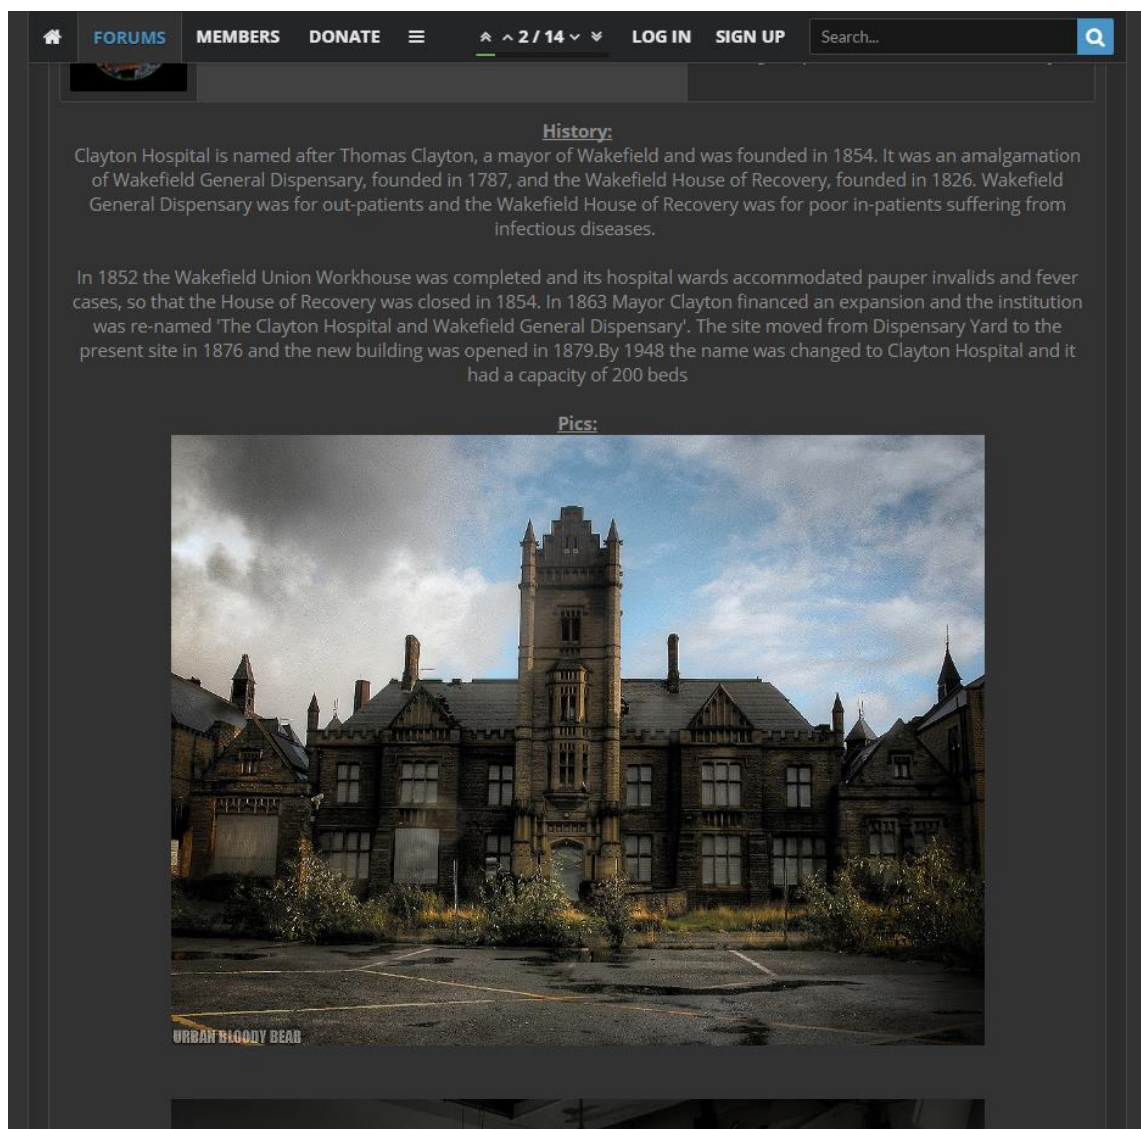 FORUMS MEMBERS DONATE 2 / 14 LOG IN SIGN UP Search...
History:
Clayton Hospital is named after Thomas Clayton, a mayor of Wakefield and was founded in 1854. It was an amalgamation
of Wakefield General Dispensary, founded in 1787, and the Wakefield House of Recovery, founded in 1826. Wakefield
General Dispensary was for out-patients and the Wakefield House of Recovery was for poor in-patients suffering from
infectious diseases.
In 1852 the Wakefield Union Workhouse was completed and its hospital wards accommodated pauper invalids and fever
cases, so that the House of Recovery was closed in 1854. In 1863 Mayor Clayton financed an expansion and the institution
was re-named 'The Clayton Hospital and Wakefield General Dispensary'. The site moved from Dispensary Yard to the
present site in 1876 and the new building was opened in 1879.By 1948 the name was changed to Clayton Hospital and it
had a capacity of 200 beds
Pics:
URBAN BLOODY BEAR